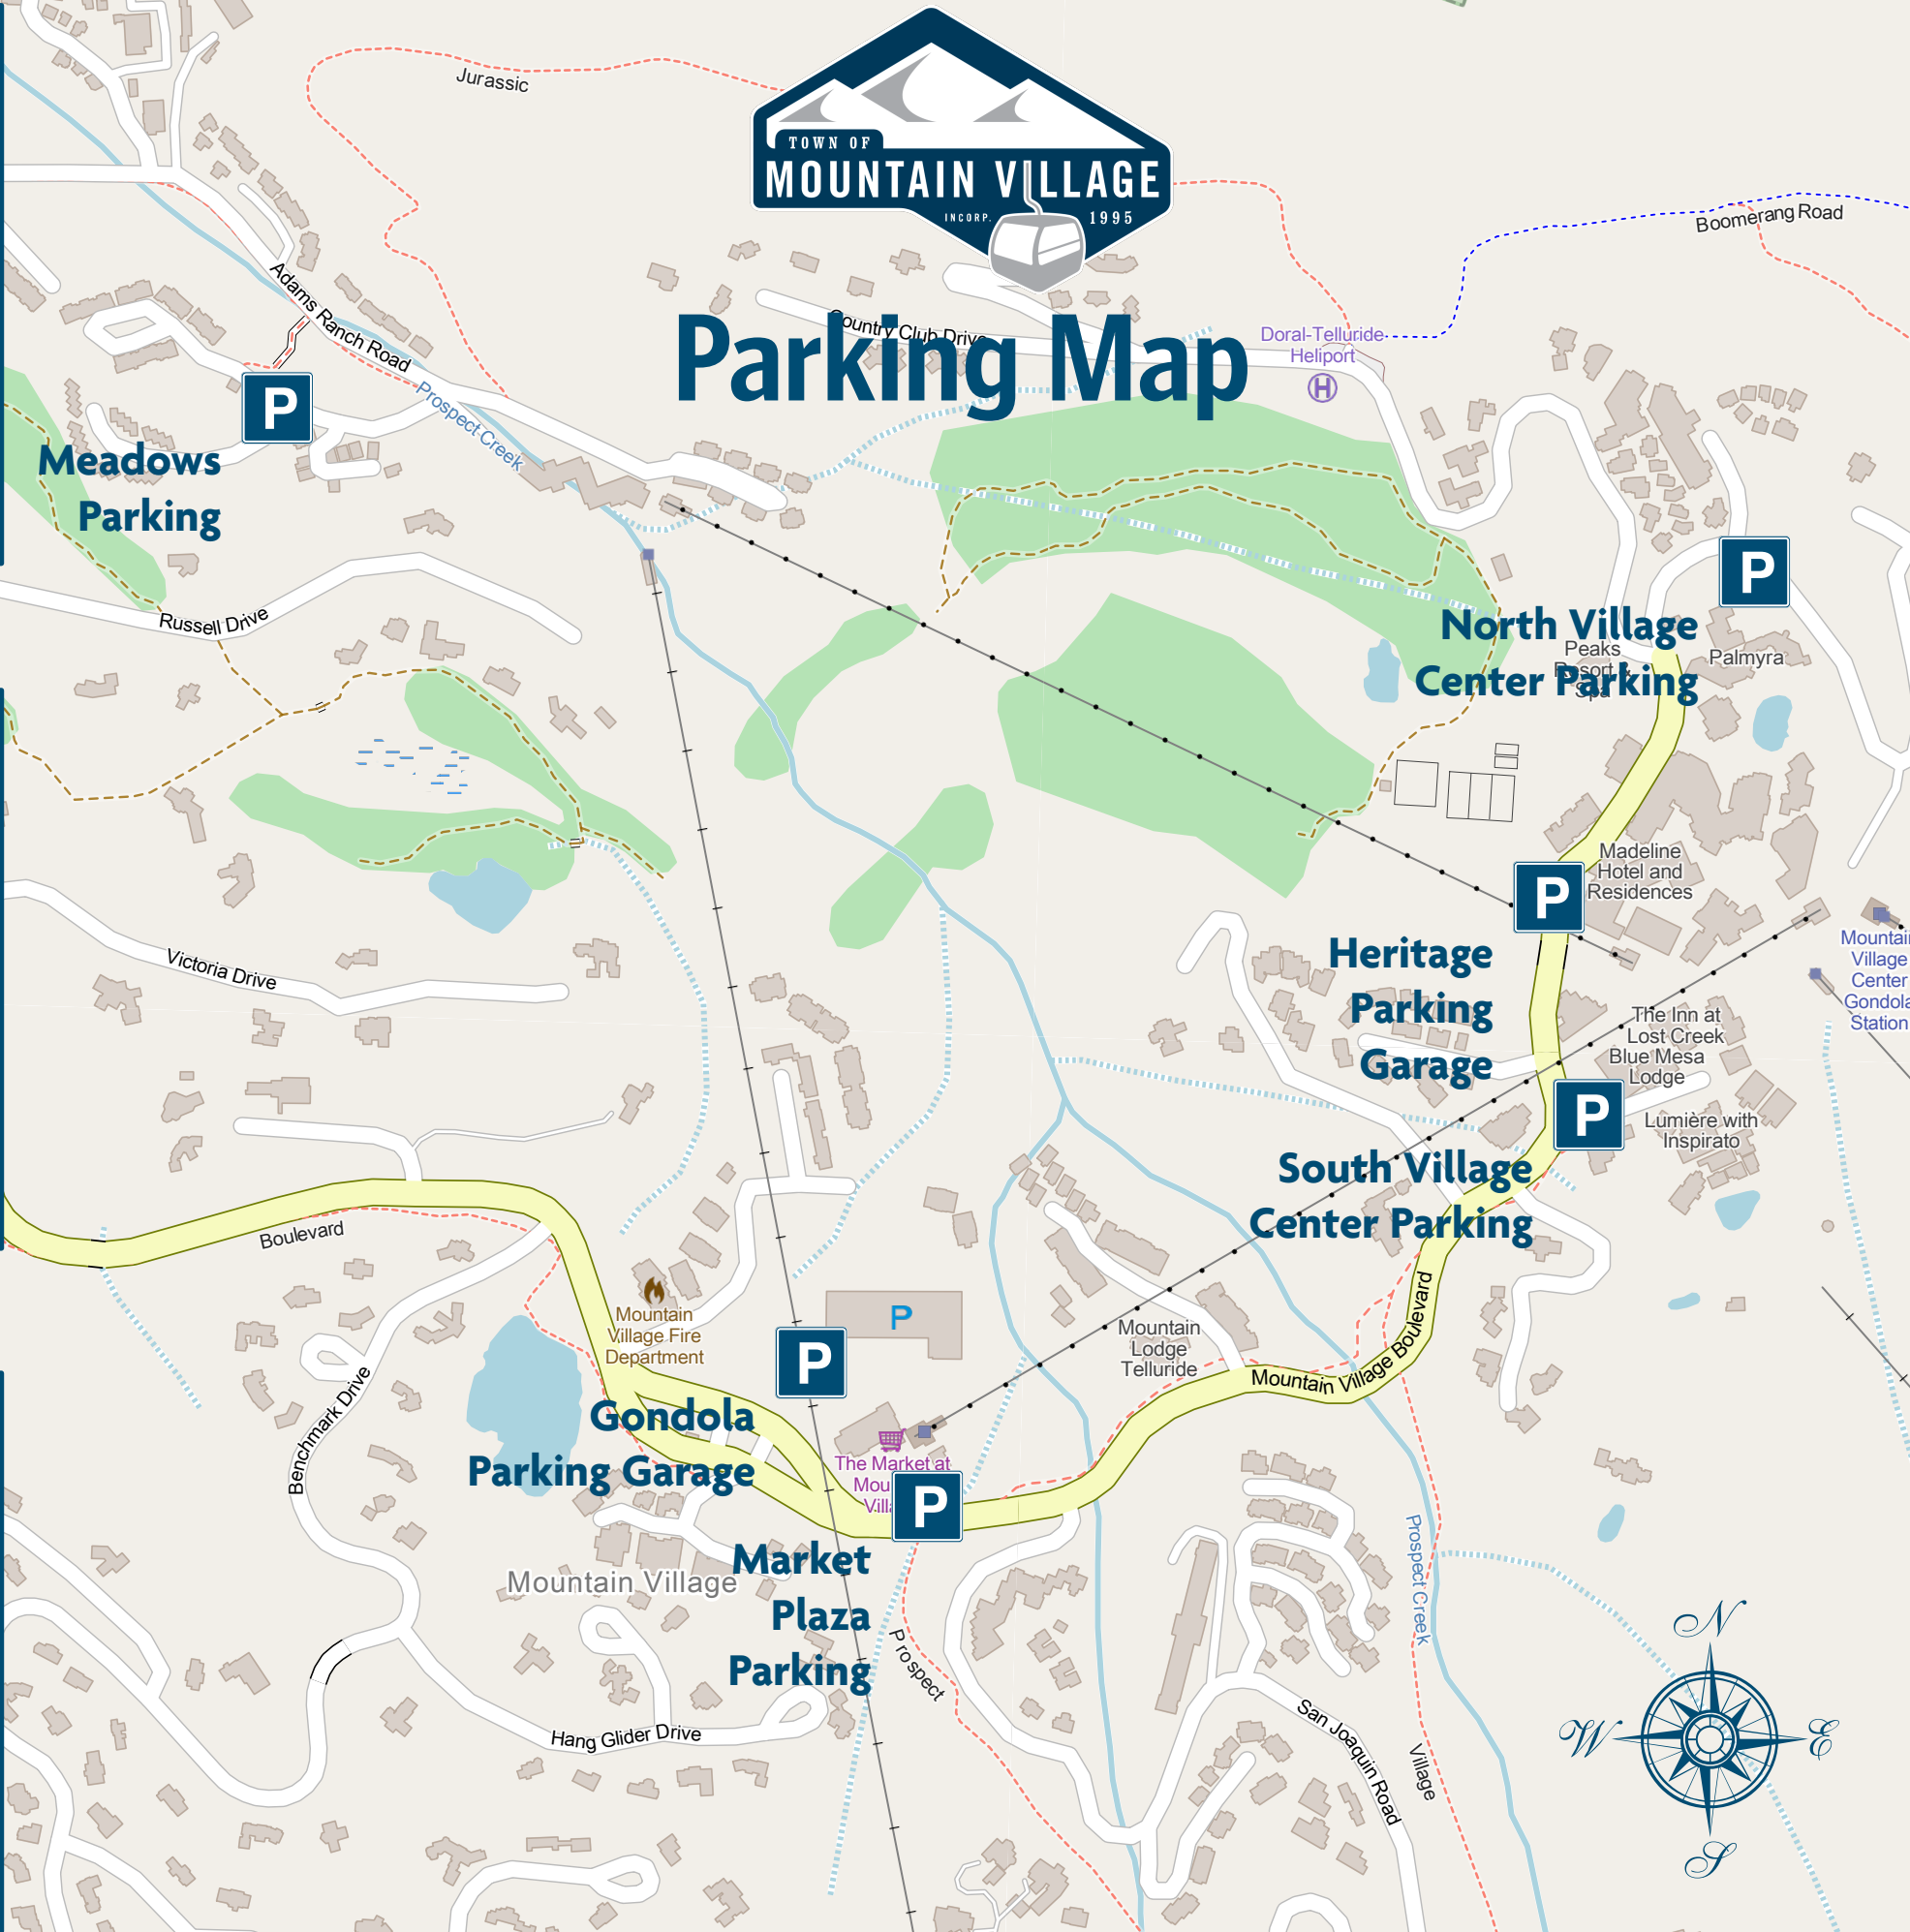 Jurassic
TOWN OF
MOUNTAIN VILLAGE
INCORP. 1995
Boomerang Road
Adams Ranch Road
Country Club Drive
Parking Map
Doral-Telluride
Heliport
H
P
Prospect Creek
Meadows
Parking
P
Russell Drive
North Village
Center Parking
Peaks
Resort &
Spa
Palmyra
Madeline
Hotel and
Residences
P
Heritage
Parking
Garage
Victoria Drive
Mountain
Village
Center
Gondola
Station
The Inn at
Lost Creek
Blue Mesa
Lodge
P
Lumière with
Inspirato
South Village
Center Parking
Boulevard
Mountain
Village Fire
Department
P
P
Mountain
Lodge
Telluride
Mountain Village Boulevard
Benchmark Drive
Gondola
Parking Garage
The Market at
Mou
Villa
P
Market
Plaza
Parking
Mountain Village
Prospect Creek
Prospect
Hang Glider Drive
San Joaquin Road
Village
N
W
E
S